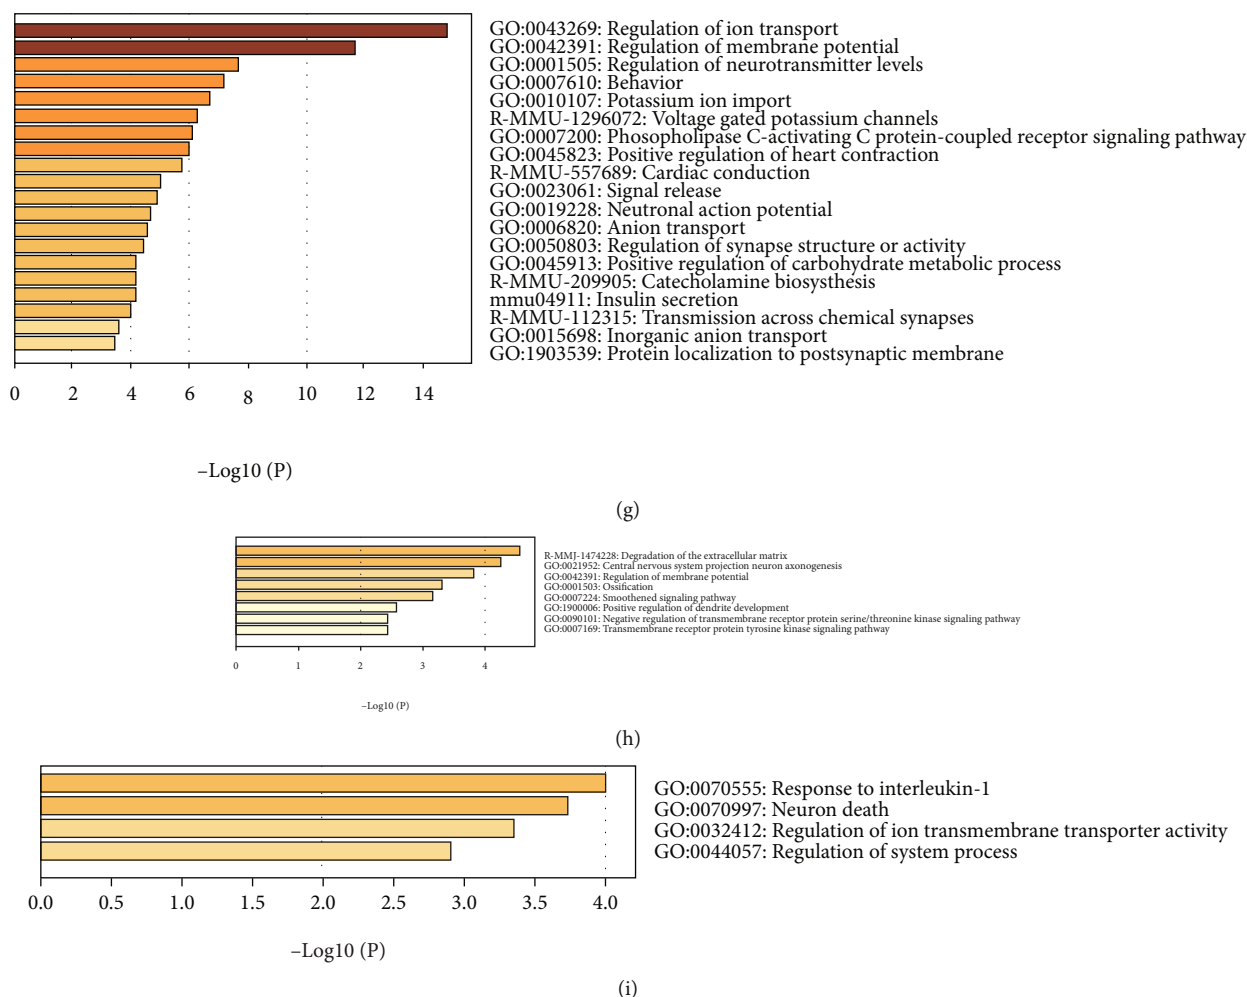 GO:0043269: Regulation of ion transport
GO:0042391: Regulation of membrane potential
GO:0001505: Regulation of neurotransmitter levels
GO:0007610: Behavior
GO:0010107: Potassium ion import
R-MMU-1296072: Voltage gated potassium channels
GO:0007200: Phosopholipase C-activating C protein-coupled receptor signaling pathway
GO:0045823: Positive regulation of heart contraction
R-MMU-557689: Cardiac conduction
GO:0023061: Signal release
GO:0019228: Neutronal action potential
GO:0006820: Anion transport
GO:0050803: Regulation of synapse structure or activity
GO:0045913: Positive regulation of carbohydrate metabolic process
R-MMU-209905: Catecholamine biosysthesis
mmu04911: Insulin secretion
R-MMU-112315: Transmission across chemical synapses
GO:0015698: Inorganic anion transport
GO:1903539: Protein localization to postsynaptic membrane
0 2 4 6 8 10 12 14
–Log10 (P)
(g)
R-MMJ-1474228: Degradation of the extracellular matrix
GO:0021952: Central nervous system projection neuron axonogenesis
GO:0042391: Regulation of membrane potential
GO:0001503: Ossification
GO:0007224: Smoothened signaling pathway
GO:1900006: Positive regulation of dendrite development
GO:0090101: Negative regulation of transmembrane receptor protein serine/threonine kinase signaling pathway
GO:0007169: Transmembrane receptor protein tyrosine kinase signaling pathway
0 1 2 3 4
–Log10 (P)
(h)
GO:0070555: Response to interleukin-1
GO:0070997: Neuron death
GO:0032412: Regulation of ion transmembrane transporter activity
GO:0044057: Regulation of system process
0.0 0.5 1.0 1.5 2.0 2.5 3.0 3.5 4.0
–Log10 (P)
(i)